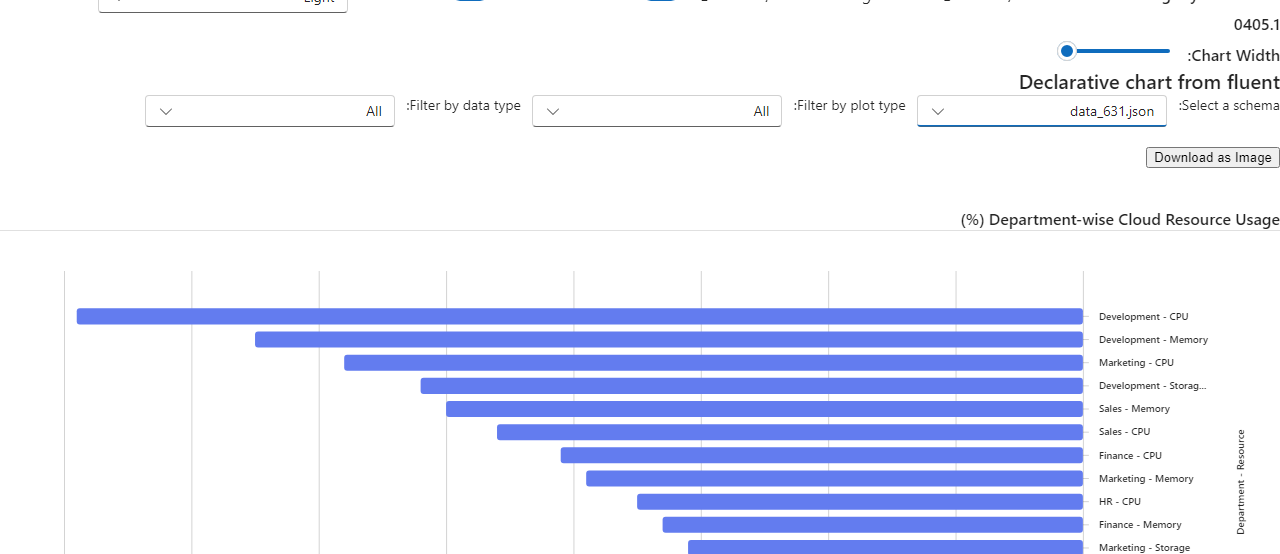 Light
0405.1
:Chart Width
Declarative chart from fluent
:Select a schema
data_631.json
:Filter by plot type
All
:Filter by data type
All
Download as Image
(%) Department-wise Cloud Resource Usage
Development - CPU
Development - Memory
Marketing - CPU
Development - Storag...
Sales - Memory
Sales - CPU
Finance - CPU
Marketing - Memory
HR - CPU
Finance - Memory
Marketing - Storage
Department - Resource